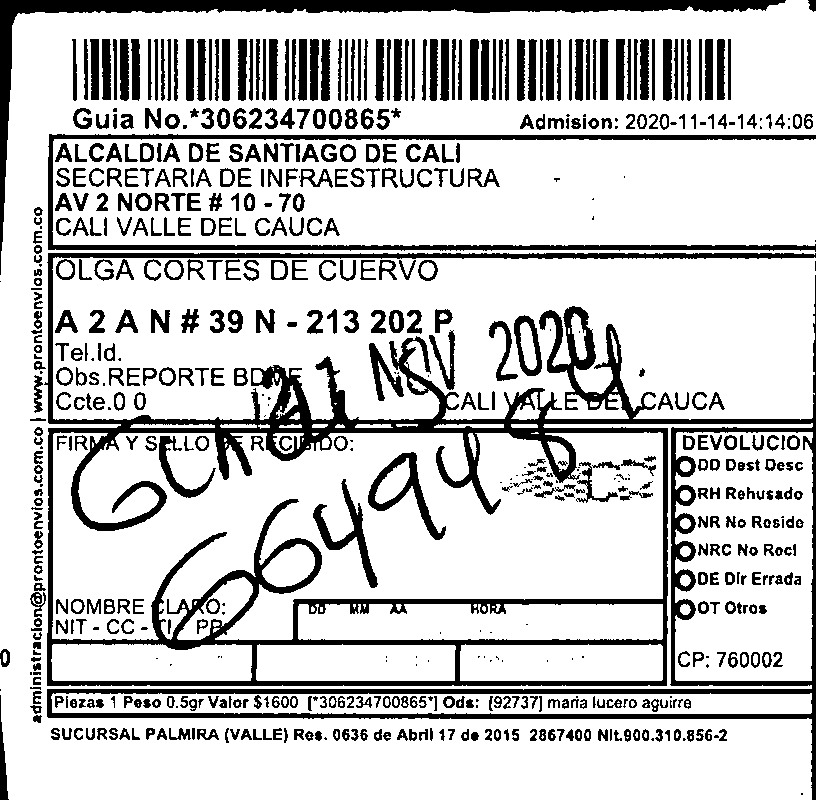 Guia No.*306234700865*
Admision: 2020-11-14-14:14:06
ALCALDIA DE SANTIAGO DE CALI
SECRETARIA DE INFRAESTRUCTURA
AV 2 NORTE # 10 - 70
CALI VALLE DEL CAUCA
OLGA CORTES DE CUERVO
A 2 A N # 39 N - 213 202 P
Tel.Id.
Obs.REPORTE BDME
NOV 2020
Ccte.0 0
CALI VALLE DEL CAUCA
FIRMA Y SELLO DE RECIBIDO:
6649484
NOMBRE CLARO:
NIT - CC - TI - PP
DD MM AA HORA
DEVOLUCION
DD Dest Desc
RH Rehusado
NR No Reside
NRC No Recl
DE Dir Errada
OT Otros
CP: 760002
0
Piezas 1 Peso 0.5gr Valor $1600 [*306234700865*] Ods: [92737] maria lucero aguirre
SUCURSAL PALMIRA (VALLE) Res. 0636 de Abril 17 de 2015 2867400 Nit.900.310.856-2
administracion@prontoenvios.com.co | www.prontoenvios.com.co